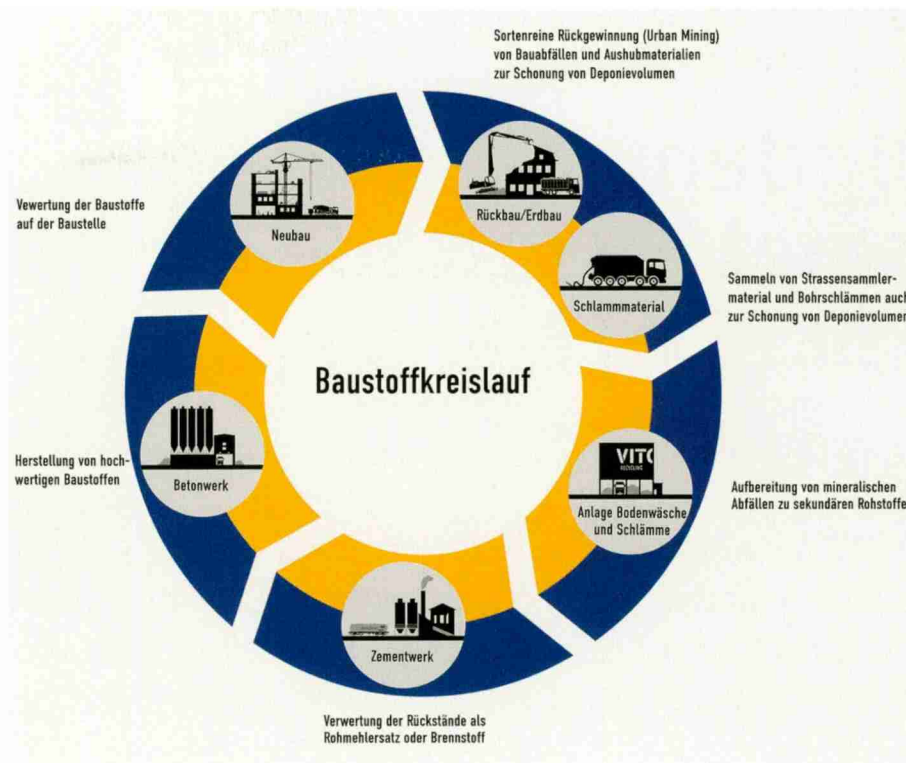 Sortenreine Rückgewinnung (Urban Mining)
von Bauabfällen und Aushubmaterialien
zur Schonung von Deponievolumen
Rückbau/Erdbau
Schlammmaterial
Sammeln von Strassensammler-
material und Bohrschlämmen auch
zur Schonung von Deponievolumen
VITO
RECYCLING
Anlage Bodenwäsche
und Schlämme
Aufbereitung von mineralischen
Abfällen zu sekundären Rohstoffe
Zementwerk
Verwertung der Rückstände als
Rohmehlersatz oder Brennstoff
Betonwerk
Herstellung von hoch-
wertigen Baustoffen
Neubau
Vewertung der Baustoffe
auf der Baustelle
Baustoffkreislauf